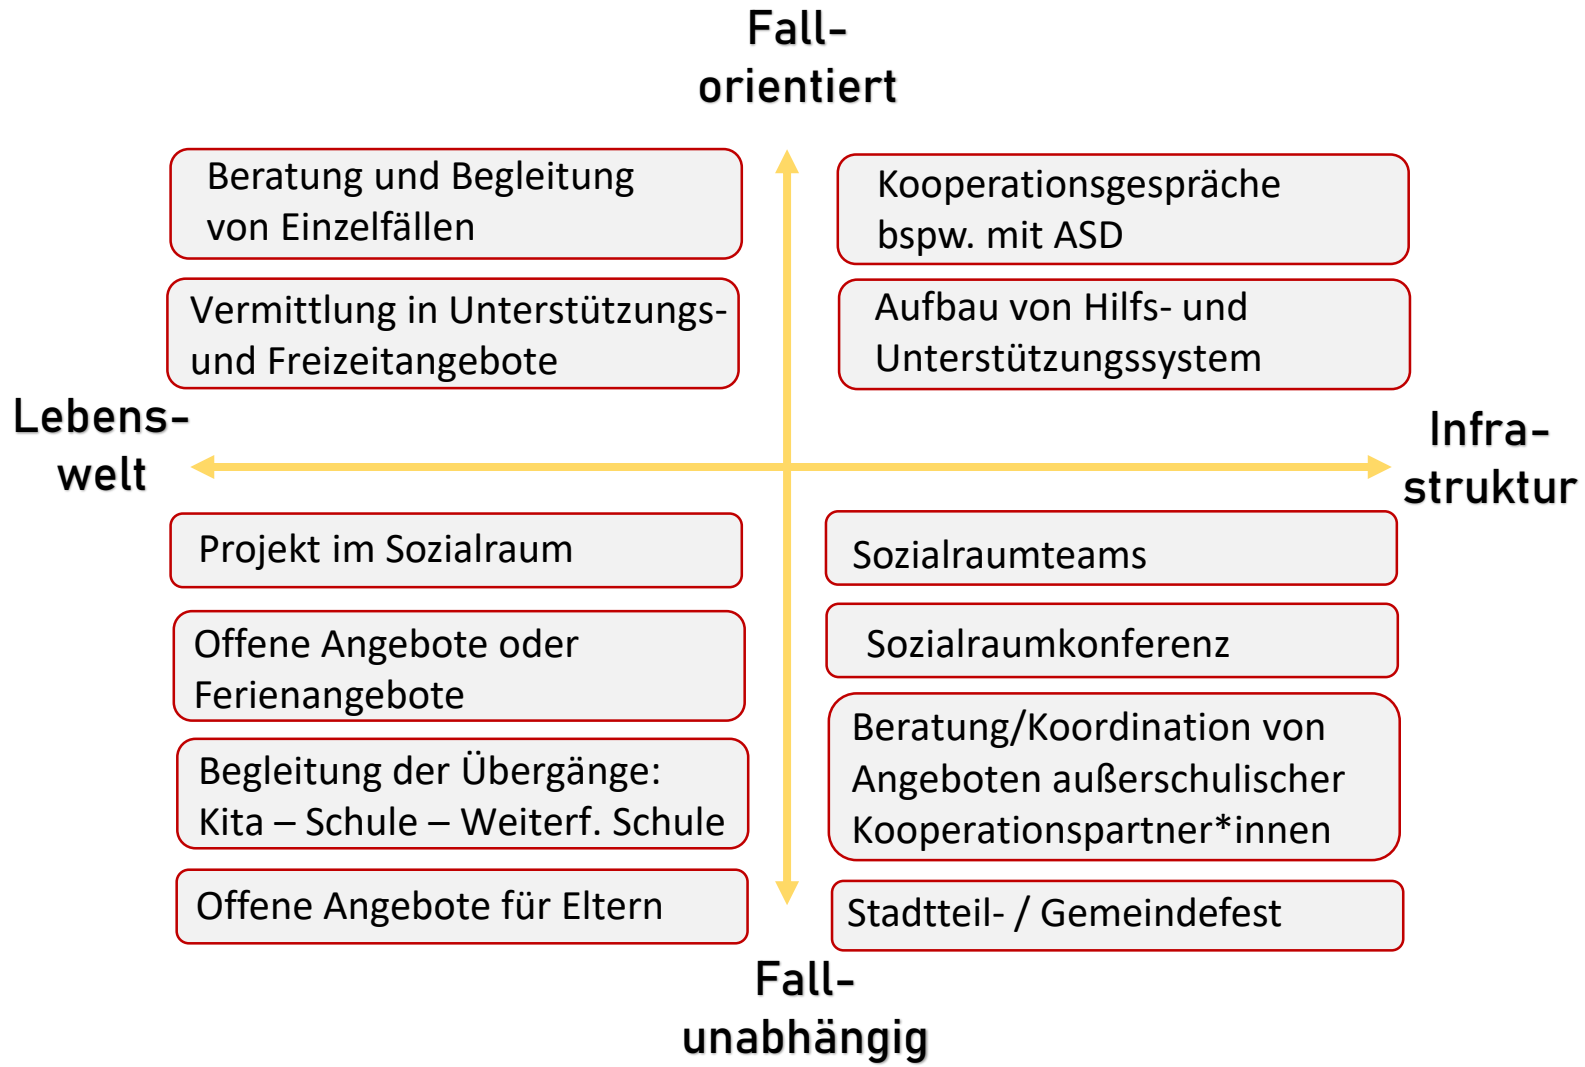 Fall-
orientiert
Beratung und Begleitung
von Einzelfällen
Vermittlung in Unterstützungs-
und Freizeitangebote
Kooperationsgespräche
bspw. mit ASD
Aufbau von Hilfs- und
Unterstützungssystem
Lebens-
welt
Infra-
struktur
Projekt im Sozialraum
Offene Angebote oder
Ferienangebote
Begleitung der Übergänge:
Kita – Schule – Weiterf. Schule
Offene Angebote für Eltern
Sozialraumteams
Sozialraumkonferenz
Beratung/Koordination von
Angeboten außerschulischer
Kooperationspartner*innen
Stadtteil- / Gemeindefest
Fall-
unabhängig